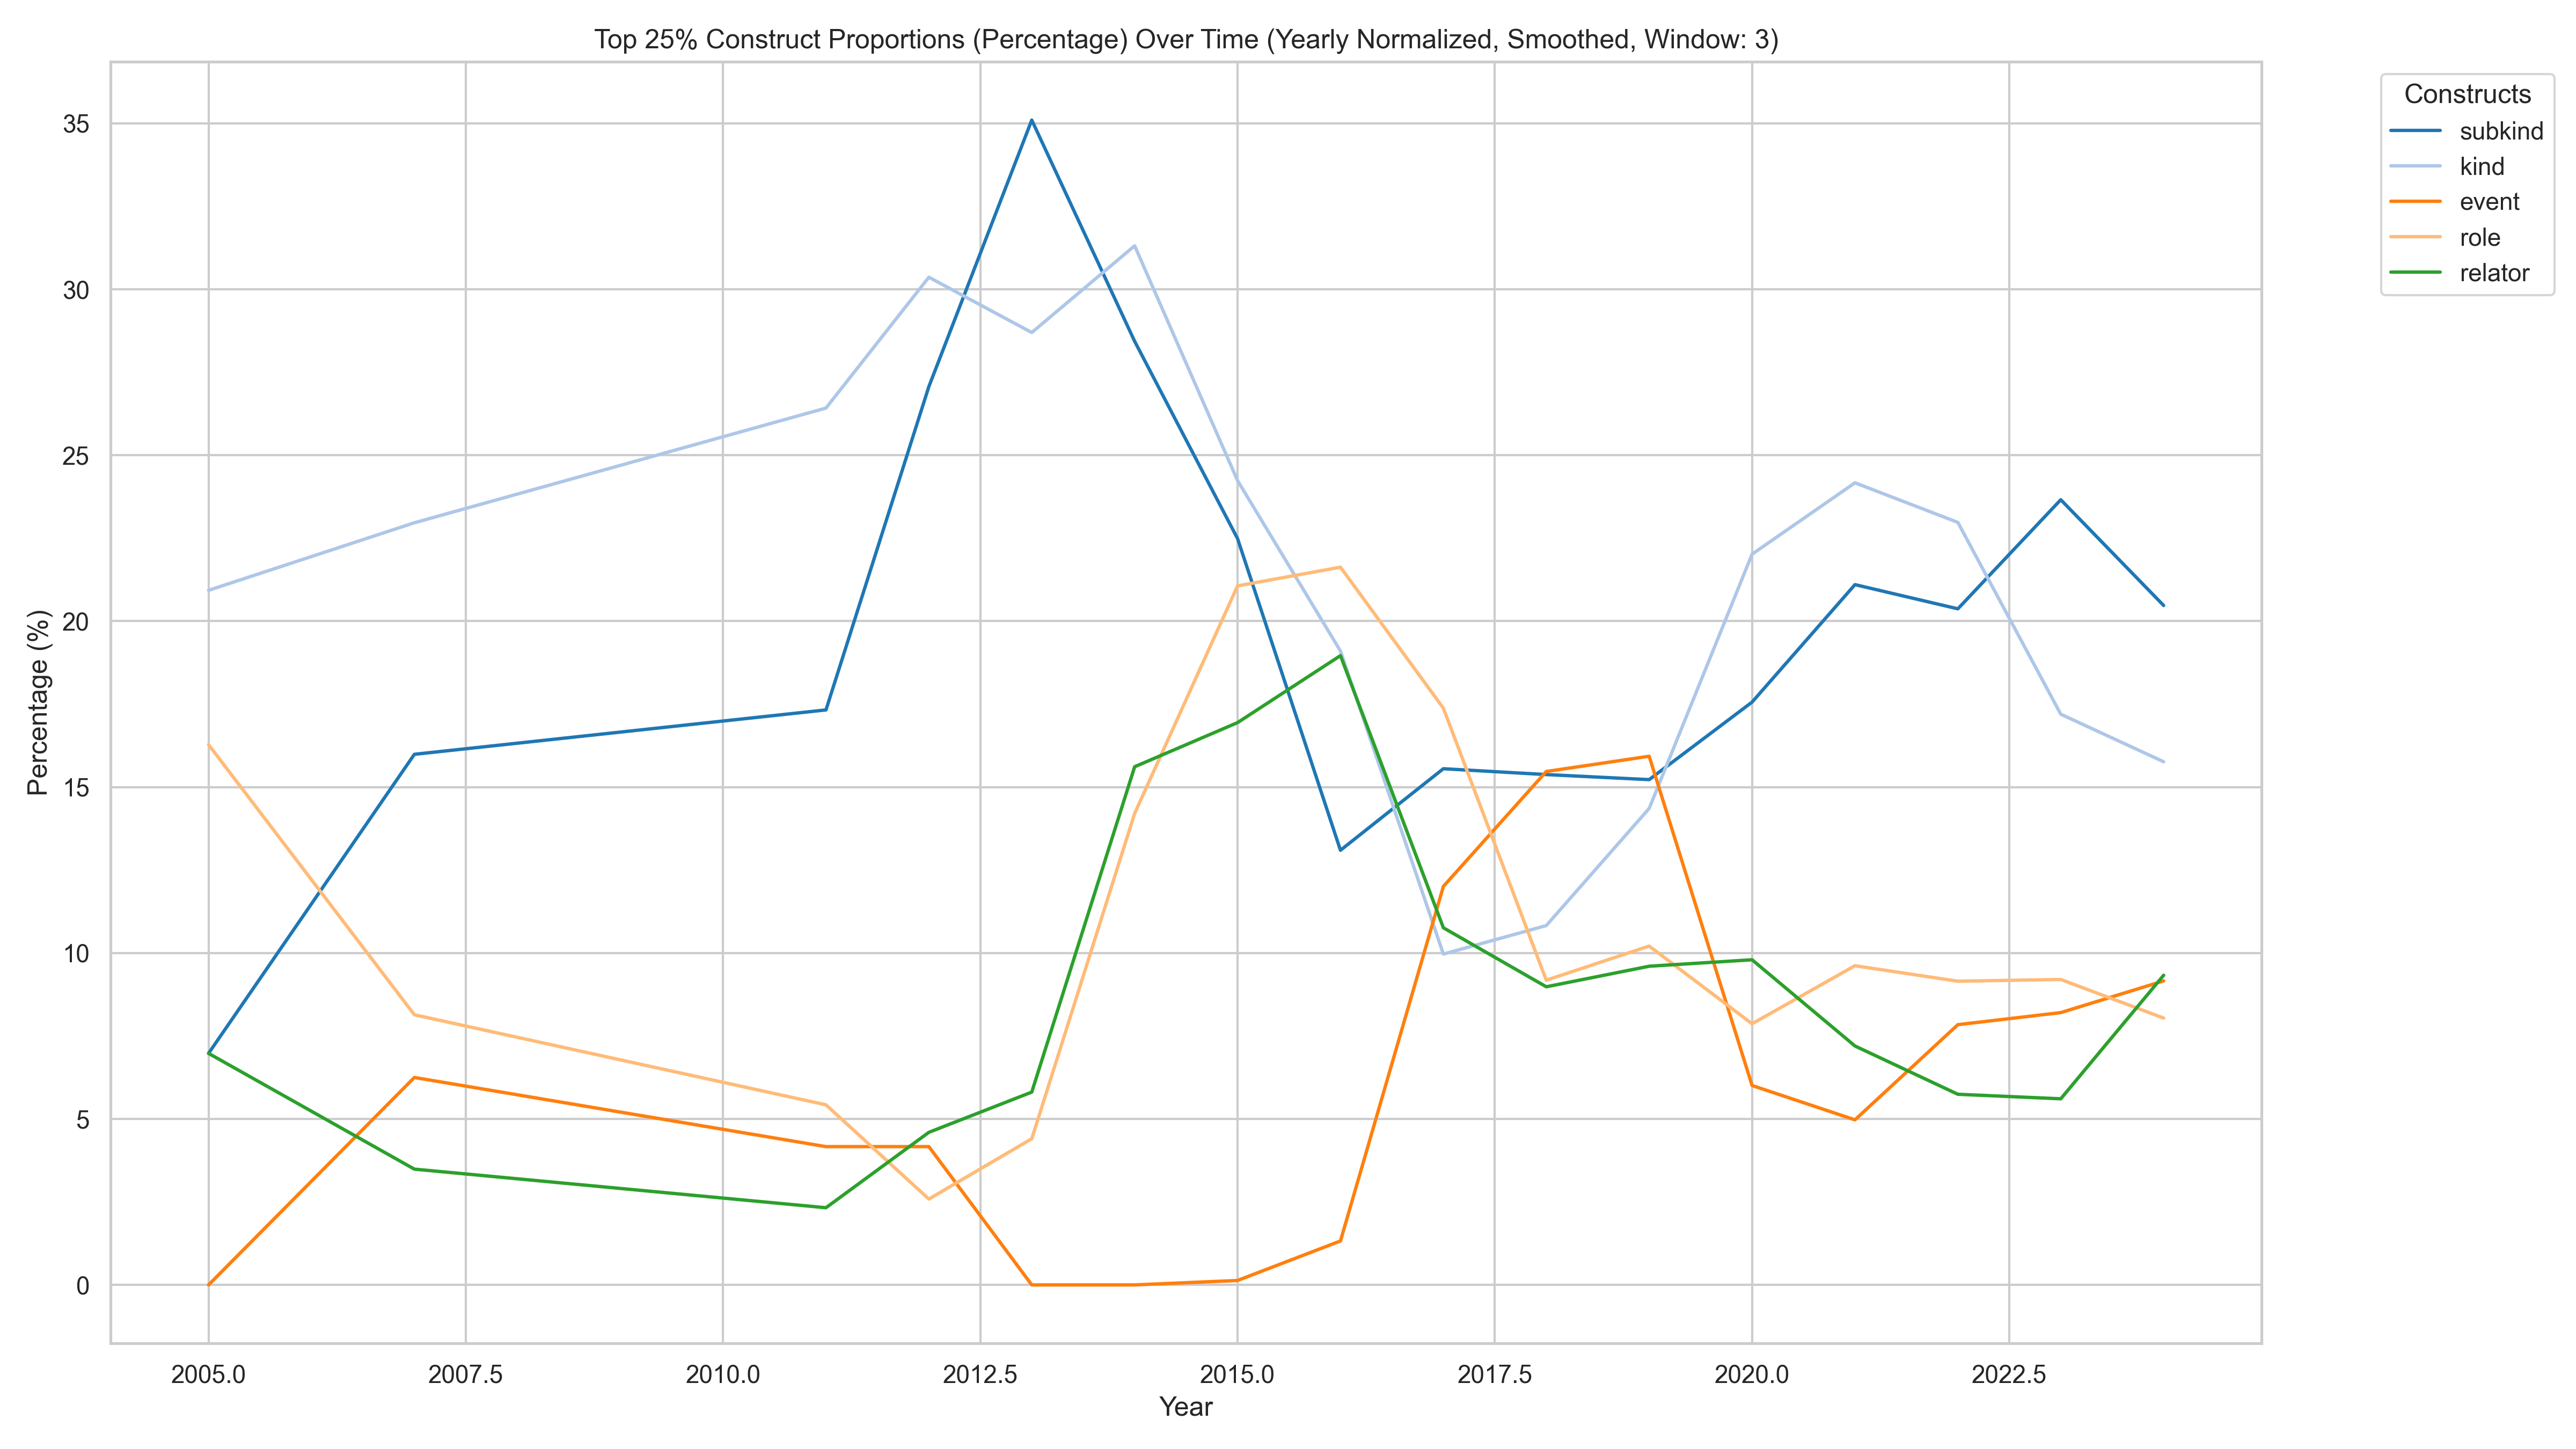 Top 25% Construct Proportions (Percentage) Over Time (Yearly Normalized, Smoothed, Window: 3)
Constructs
subkind
kind
event
role
relator
Percentage (%)
35
30
25
20
15
10
5
0
2005.0
2007.5
2010.0
2012.5
2015.0
2017.5
2020.0
2022.5
Year